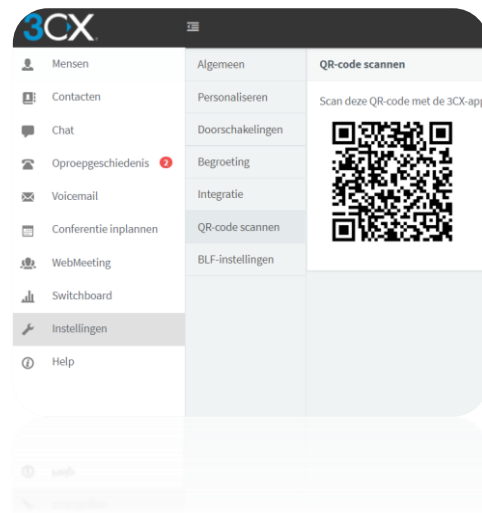 3CX
Mensen
Contacten
Chat
Oproepgeschiedenis 2
Voicemail
Conferentie inplannen
WebMeeting
Switchboard
Instellingen
Help
Algemeen
Personaliseren
Doorschakelingen
Begroeting
Integratie
QR-code scannen
BLF-instellingen
QR-code scannen
Scan deze QR-code met de 3CX-app